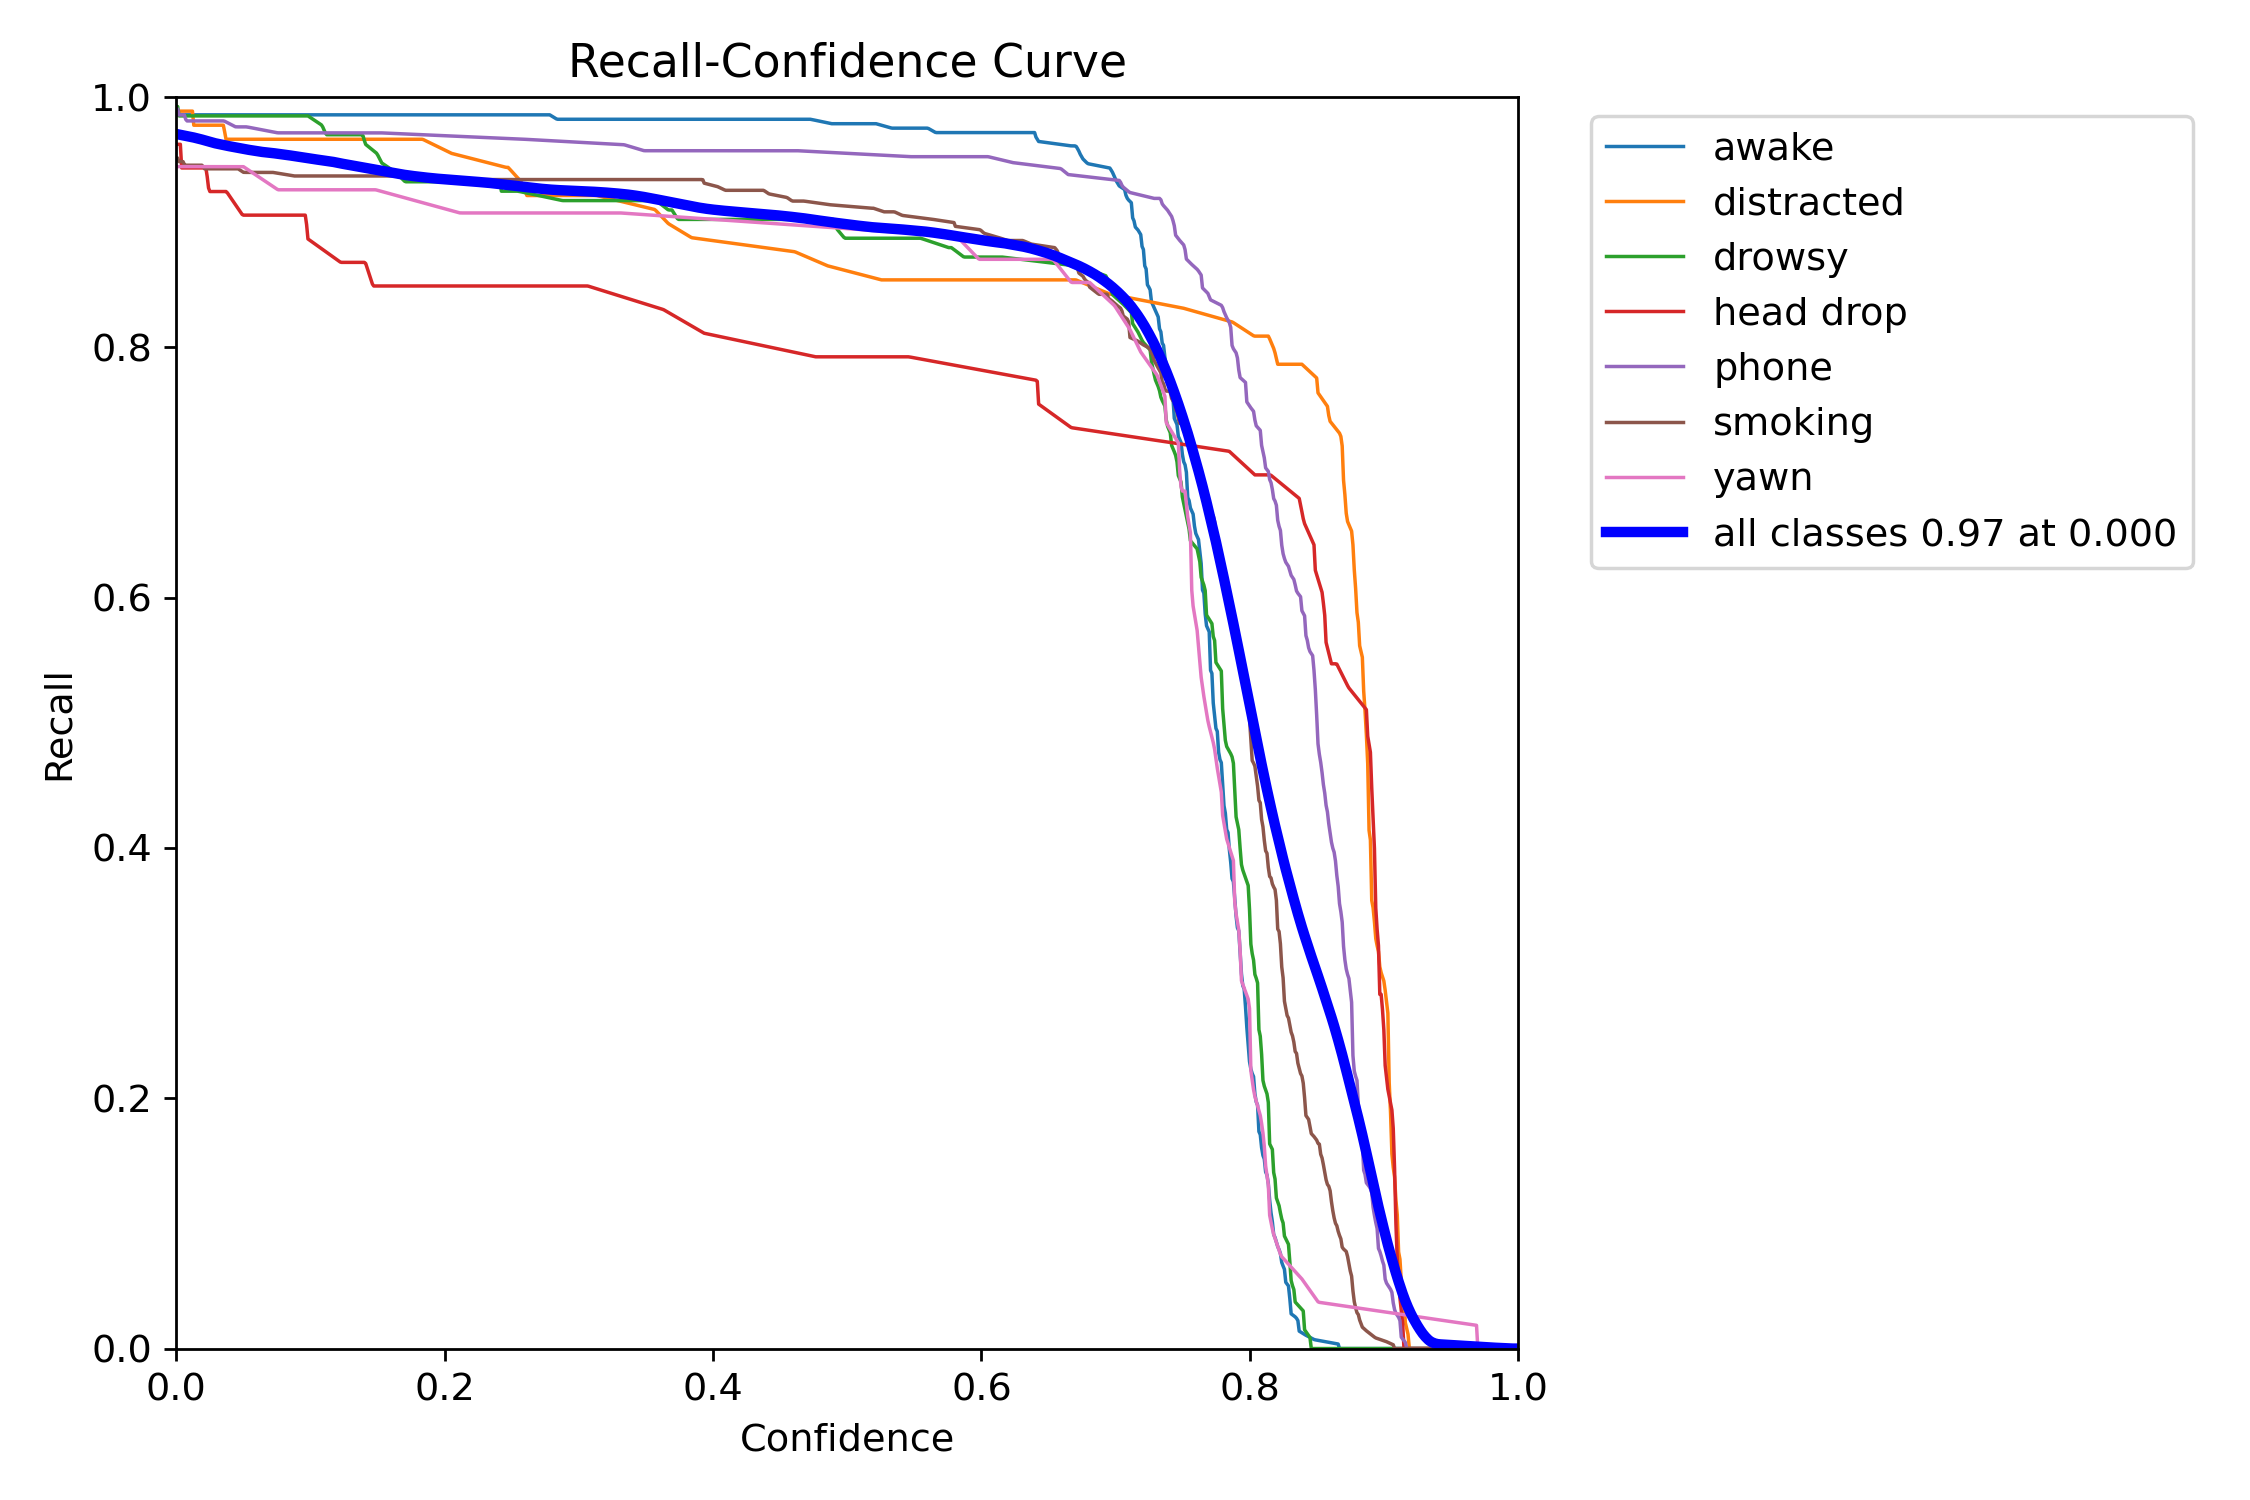 Recall-Confidence Curve
1.0
0.8
0.6
0.4
0.2
0.0
Recall
0.0 0.2 0.4 0.6 0.8 1.0
Confidence
awake
distracted
drowsy
head drop
phone
smoking
yawn
all classes 0.97 at 0.000